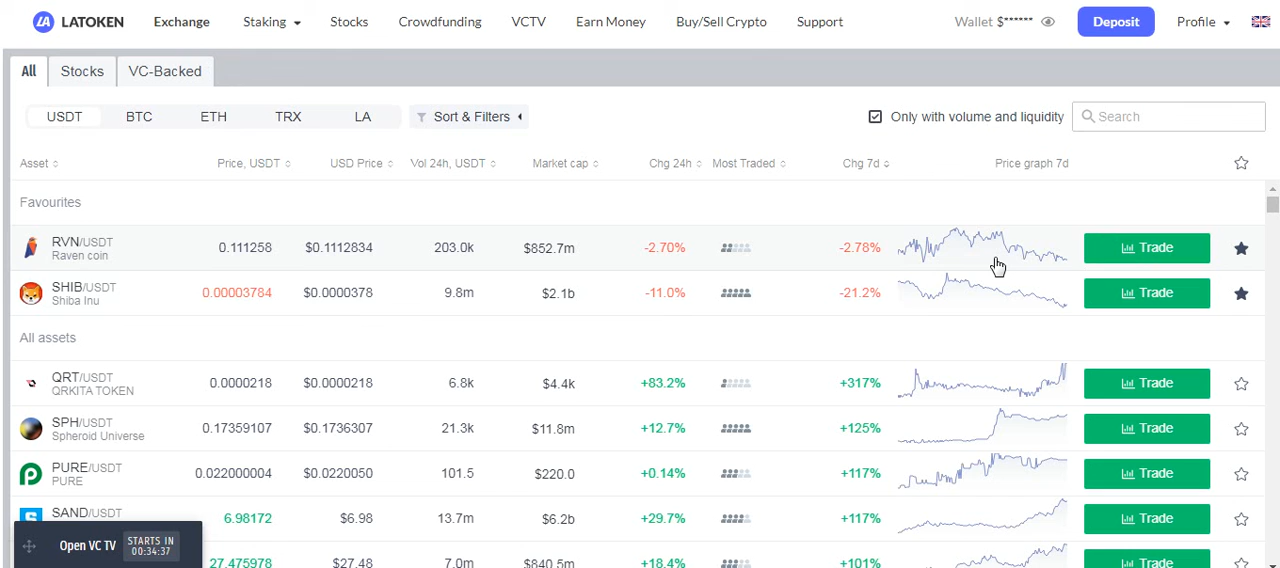 LA LATOKEN Exchange Staking Stocks Crowdfunding VCTV Earn Money Buy/Sell Crypto Support Wallet $****** Deposit Profile
All Stocks VC-Backed
USDT BTC ETH TRX LA Sort & Filters Only with volume and liquidity Search
Asset Price, USDT USD Price Vol 24h, USDT Market cap Chg 24h Most Traded Chg 7d Price graph 7d
Favourites
RVN/USDT 0.111258 $0.1112834 203.0k $852.7m -2.70% -2.78% Trade
Raven coin
SHIB/USDT 0.00003784 $0.0000378 9.8m $2.1b -11.0% -21.2% Trade
Shiba Inu
All assets
QRT/USDT 0.0000218 $0.0000218 6.8k $4.4k +83.2% +317% Trade
QRKITA TOKEN
SPH/USDT 0.17359107 $0.1736307 21.3k $11.8m +12.7% +125% Trade
Spheroid Universe
PURE/USDT 0.022000004 $0.0220050 101.5 $220.0 +0.14% +117% Trade
PURE
SAND/USDT 6.98172 $6.98 13.7m $6.2b +29.7% +117% Trade
Open VC TV STARTS IN
00:34:37
27.475978 $27.48 7.0m $840.5m +18.4% +101% Trade